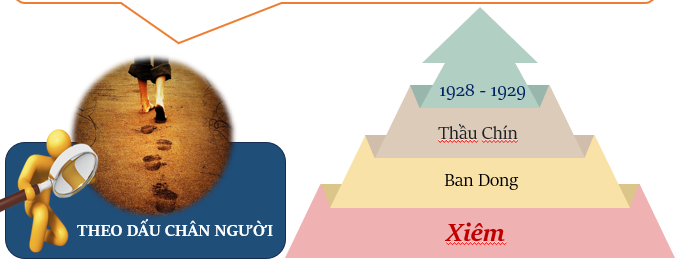 1928 - 1929
Thầu Chín
Ban Dong
Xiêm
THEO DẤU CHÂN NGƯỜI